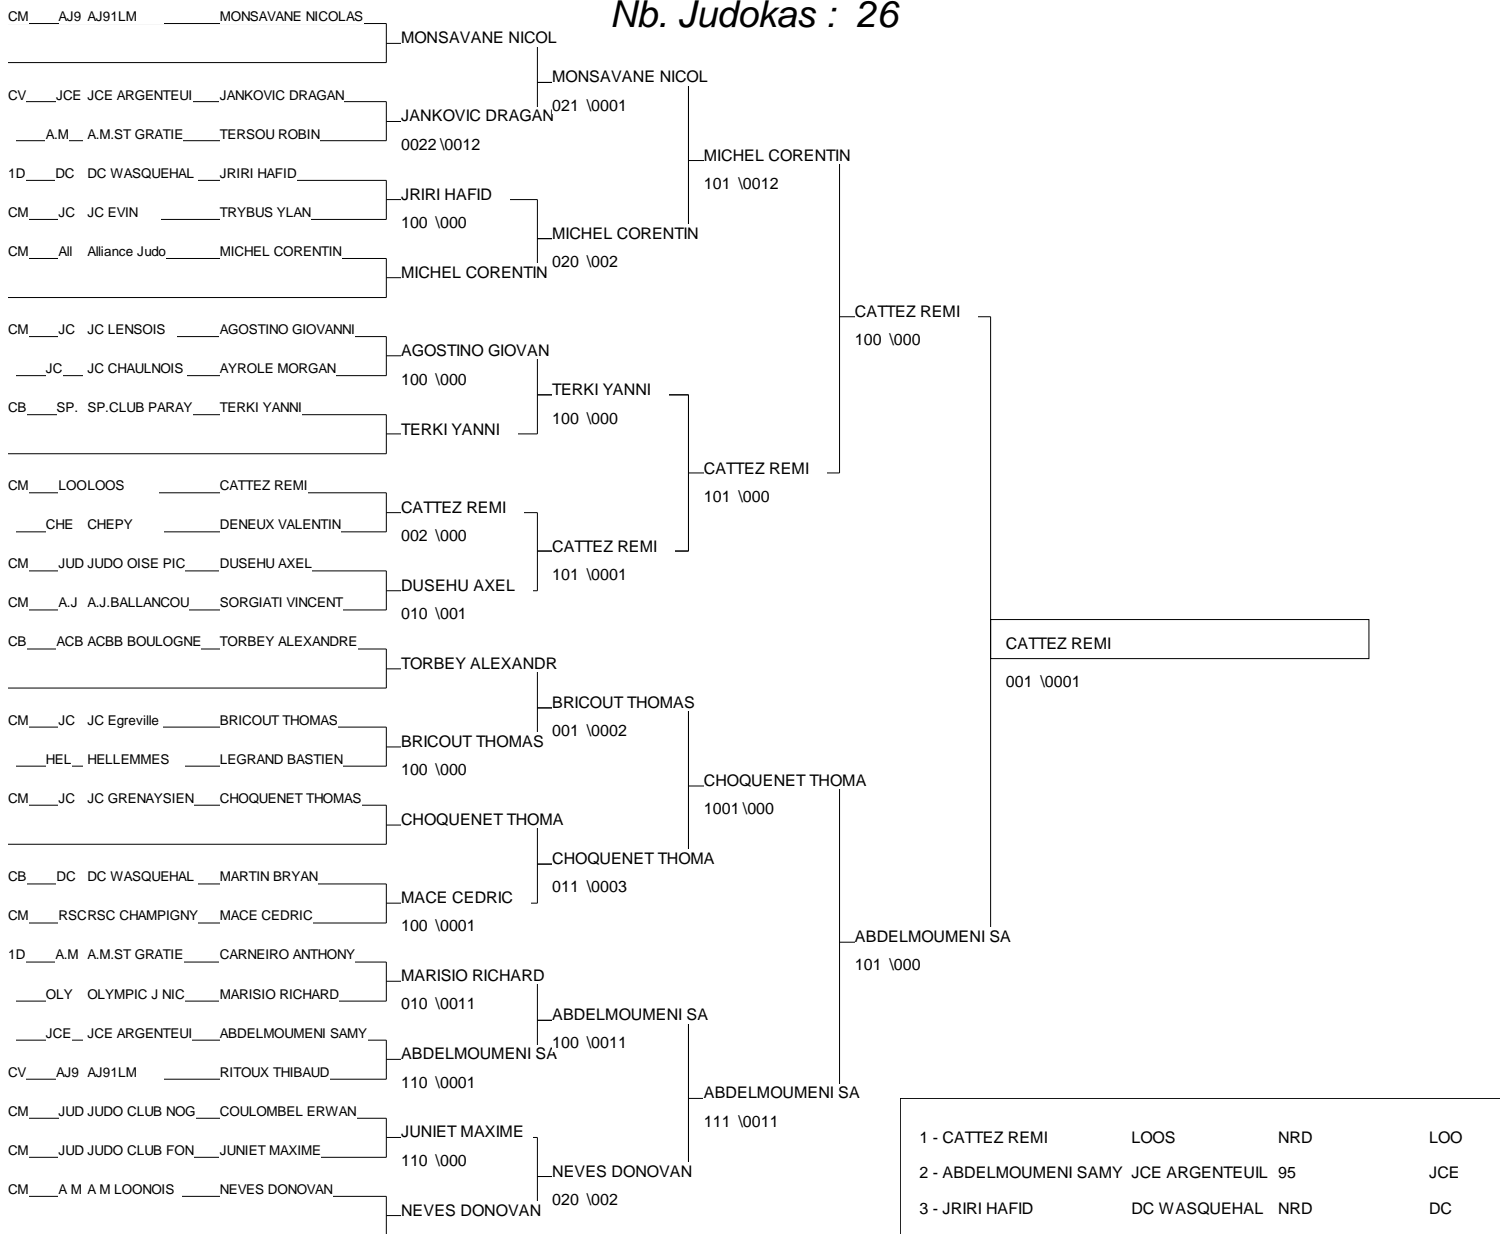 Nb. Judokas : 26
CM AJ9 AJ91LM MONSAVANE NICOLAS
MONSAVANE NICOL
MONSAVANE NICOL
021 \0001
CV JCE JCE ARGENTEUI JANKOVIC DRAGAN
JANKOVIC DRAGAN
0022 \0012
A.M A.M.ST GRATIE TERSOU ROBIN
MICHEL CORENTIN
101 \0012
1D DC DC WASQUEHAL JRIRI HAFID
JRIRI HAFID
100 \000
CM JC JC EVIN TRYBUS YLAN
MICHEL CORENTIN
020 \002
CM All Alliance Judo MICHEL CORENTIN
MICHEL CORENTIN
CATTEZ REMI
100 \000
CM JC JC LENSOIS AGOSTINO GIOVANNI
AGOSTINO GIOVAN
100 \000
JC JC CHAULNOIS AYROLE MORGAN
TERKI YANNI
100 \000
CB SP. SP.CLUB PARAY TERKI YANNI
TERKI YANNI
CATTEZ REMI
101 \000
CM LOO LOOS CATTEZ REMI
CATTEZ REMI
002 \000
CHE CHEPY DENEUX VALENTIN
CATTEZ REMI
101 \0001
CM JUD JUDO OISE PIC DUSEHU AXEL
DUSEHU AXEL
010 \001
CM A.J A.J.BALLANCOU SORGIATI VINCENT
CB ACB ACBB BOULOGNE TORBEY ALEXANDRE
TORBEY ALEXANDR
CATTEZ REMI
001 \0001
BRICOUT THOMAS
001 \0002
CM JC JC Egreville BRICOUT THOMAS
BRICOUT THOMAS
100 \000
HEL HELLEMMES LEGRAND BASTIEN
CHOQUENET THOMA
1001 \000
CM JC JC GRENAYSIEN CHOQUENET THOMAS
CHOQUENET THOMA
CHOQUENET THOMA
011 \0003
CB DC DC WASQUEHAL MARTIN BRYAN
MACE CEDRIC
100 \0001
CM RSC RSC CHAMPIGNY MACE CEDRIC
ABDELMOUMENI SA
101 \000
1D A.M A.M.ST GRATIE CARNEIRO ANTHONY
MARISIO RICHARD
010 \0011
OLY OLYMPIC J NIC MARISIO RICHARD
ABDELMOUMENI SA
100 \0011
JCE JCE ARGENTEUI ABDELMOUMENI SAMY
ABDELMOUMENI SA
110 \0001
CV AJ9 AJ91LM RITOUX THIBAUD
ABDELMOUMENI SA
111 \0011
CM JUD JUDO CLUB NOG COULOMBEL ERWAN
JUNIET MAXIME
110 \000
CM JUD JUDO CLUB FON JUNIET MAXIME
NEVES DONOVAN
020 \002
CM A M A M LOONOIS NEVES DONOVAN
NEVES DONOVAN
1 - CATTEZ REMI LOOS NRD LOO
2 - ABDELMOUMENI SAMY JCE ARGENTEUIL 95 JCE
3 - JRIRI HAFID DC WASQUEHAL NRD DC